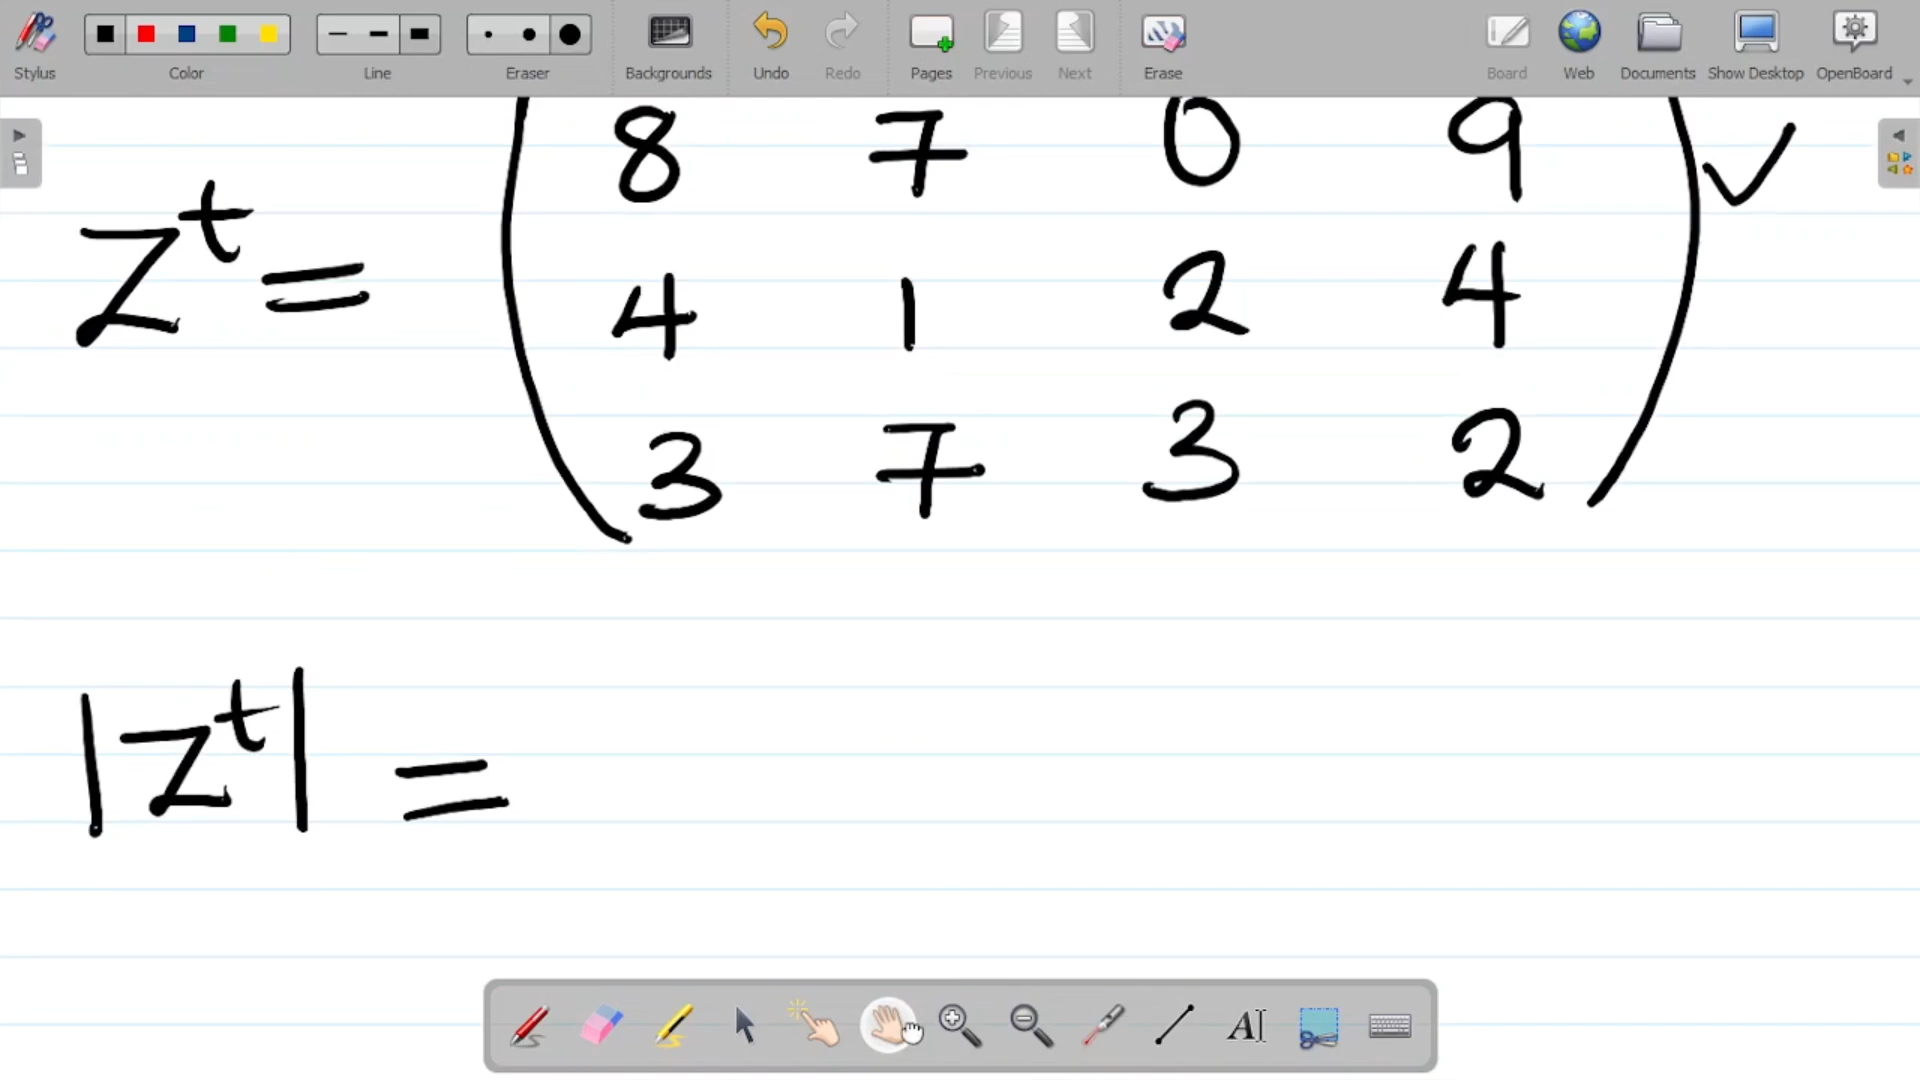 Stylus Color Line Eraser Backgrounds Undo Redo Pages Previous Next Erase Board Web Documents Show Desktop OpenBoard
8 7 0 9
Z^t = 4 1 2 4
3 7 3 2
|Z^t| =